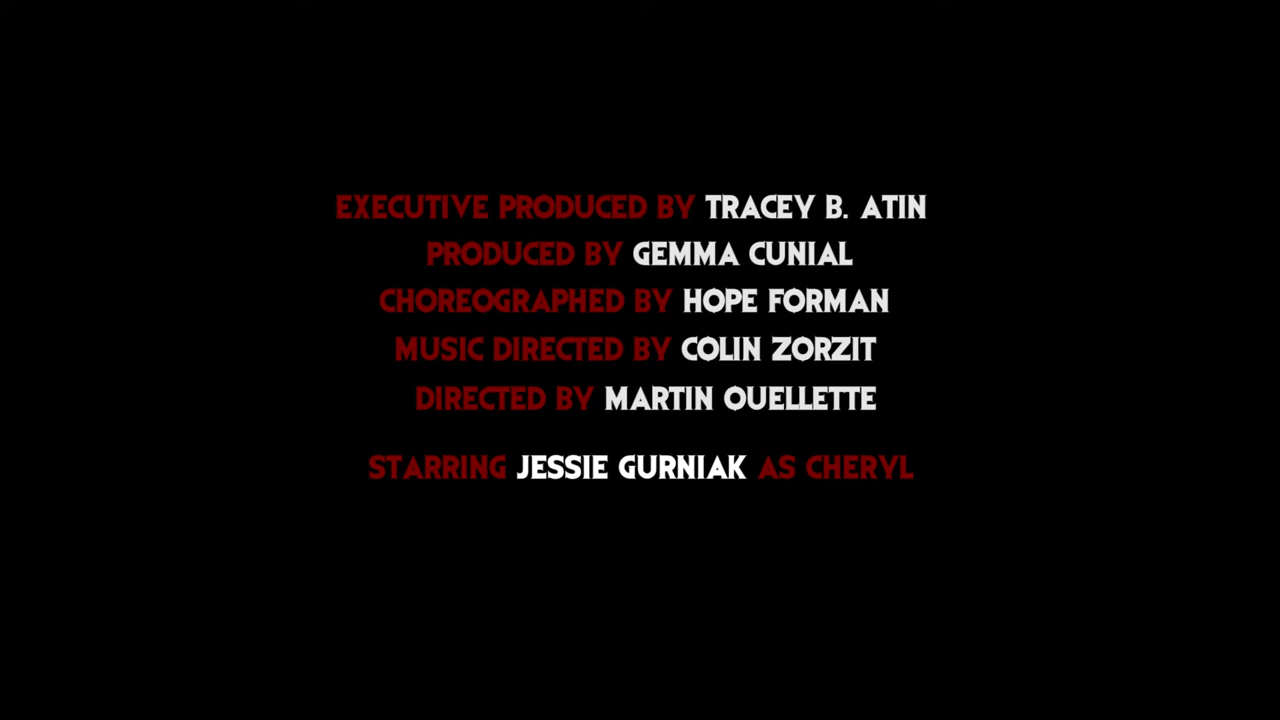 EXECUTIVE PRODUCED BY TRACEY B. ATIN
PRODUCED BY GEMMA CUNIAL
CHOREOGRAPHED BY HOPE FORMAN
MUSIC DIRECTED BY COLIN ZORZIT
DIRECTED BY MARTIN OUELLETTE
STARRING JESSIE GURNIAK AS CHERYL